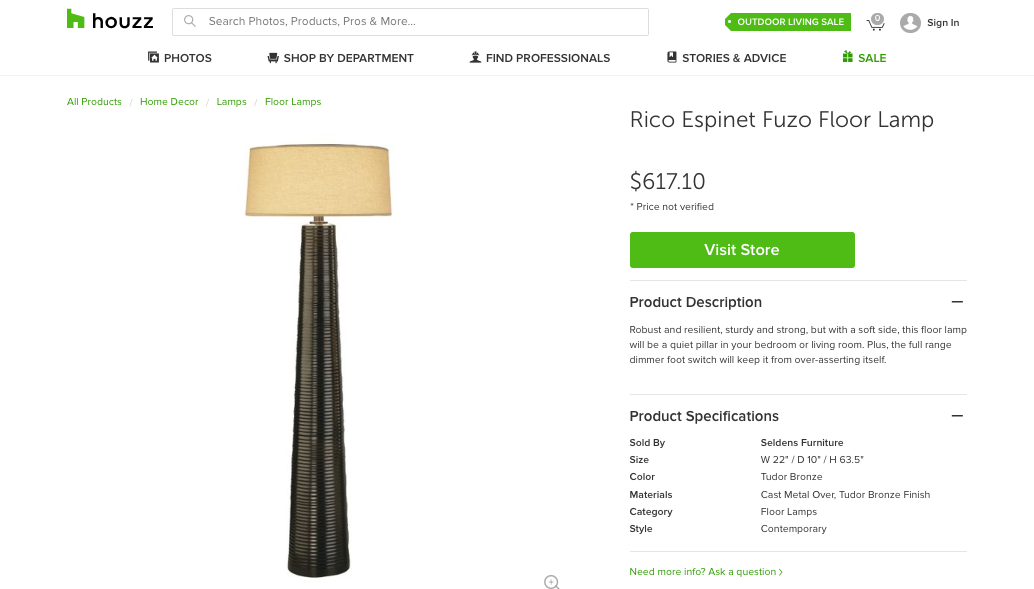 houzz
Search Photos, Products, Pros & More...
OUTDOOR LIVING SALE
0
Sign In
PHOTOS
SHOP BY DEPARTMENT
FIND PROFESSIONALS
STORIES & ADVICE
SALE
All Products / Home Decor / Lamps / Floor Lamps
Rico Espinet Fuzo Floor Lamp
$617.10
* Price not verified
Visit Store
Product Description
Robust and resilient, sturdy and strong, but with a soft side, this floor lamp
will be a quiet pillar in your bedroom or living room. Plus, the full range
dimmer foot switch will keep it from over-asserting itself.
Product Specifications
Sold By Seldens Furniture
Size W 22" / D 10" / H 63.5"
Color Tudor Bronze
Materials Cast Metal Over, Tudor Bronze Finish
Category Floor Lamps
Style Contemporary
Need more info? Ask a question ›